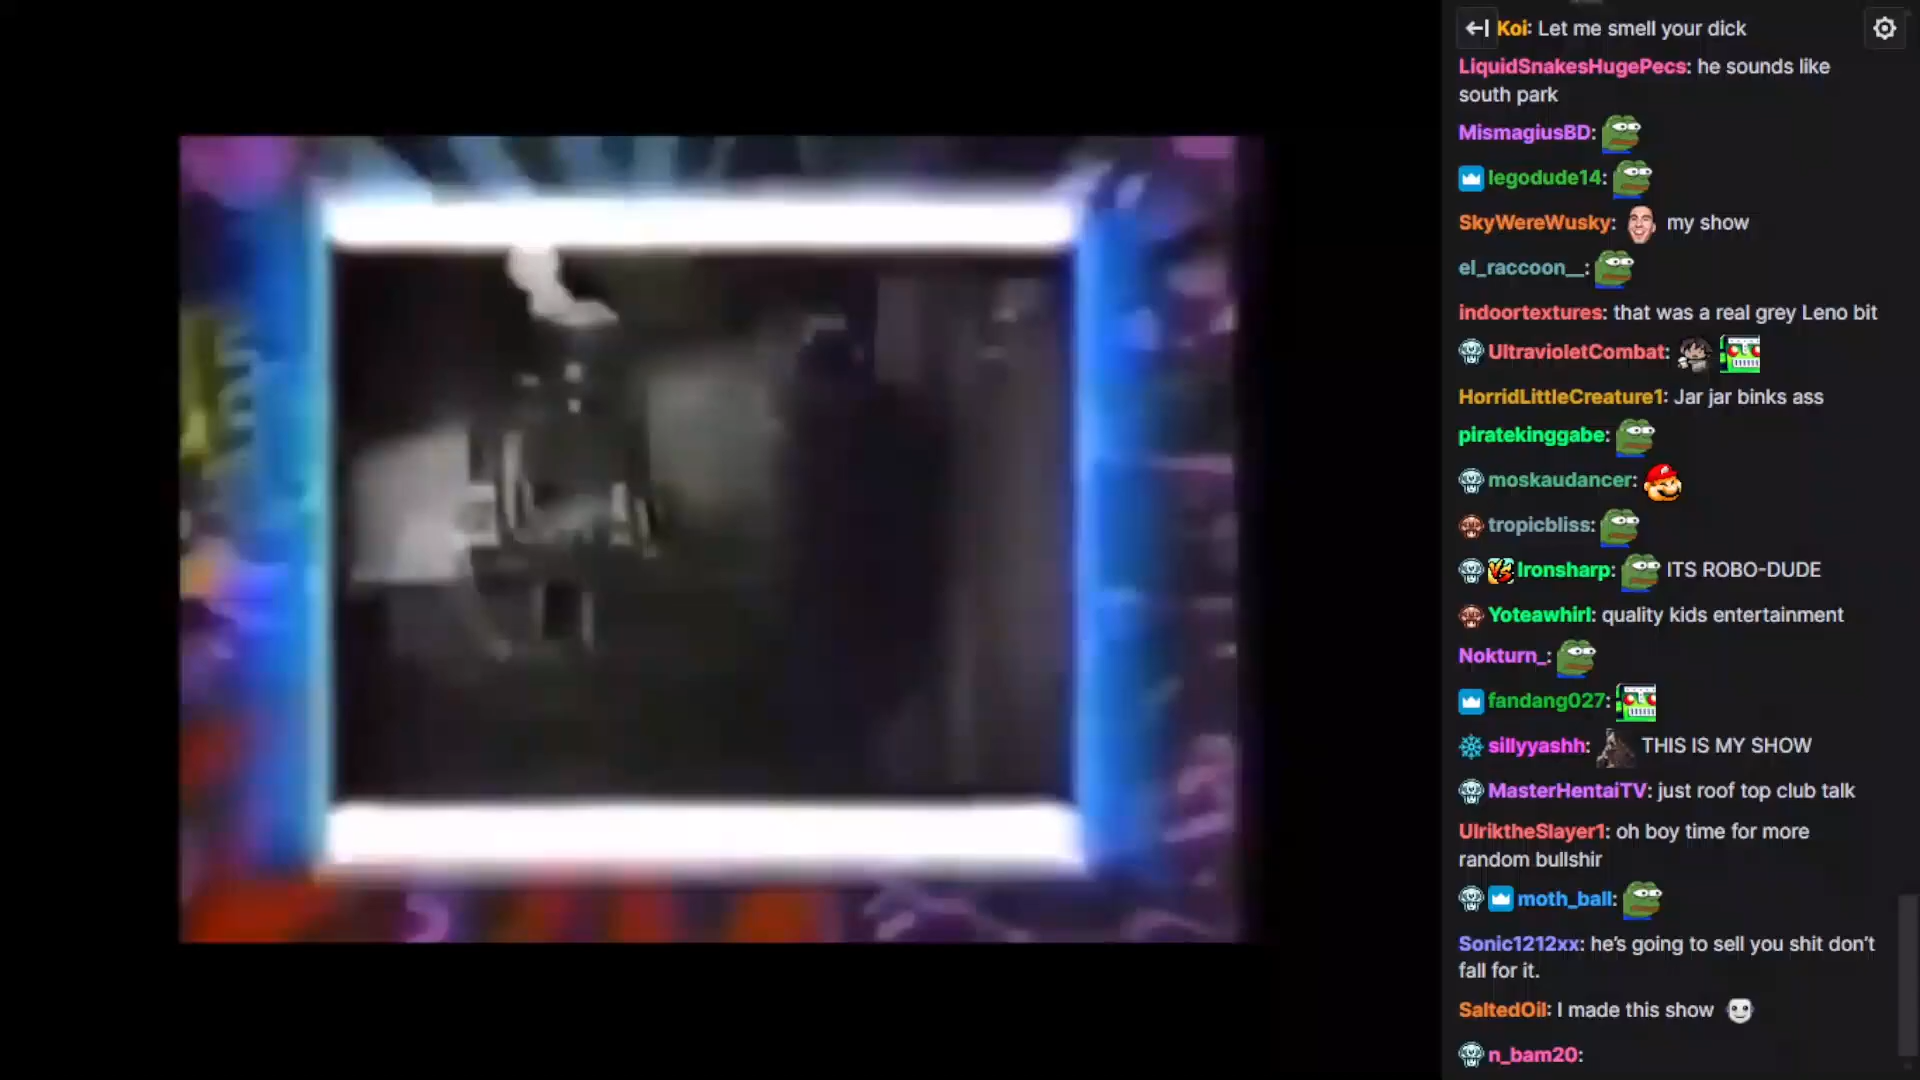 Koi: Let me smell your dick
LiquidSnakesHugePecs: he sounds like
south park
MismagiusBD:
legodude14:
SkyWereWusky: my show
el_raccoon__:
indoortextures: that was a real grey Leno bit
UltravioletCombat:
HorridLittleCreature1: Jar jar binks ass
piratekinggabe:
moskaudancer:
tropicbliss:
VS Ironsharp: ITS ROBO-DUDE
Yoteawhirl: quality kids entertainment
Nokturn_:
fandang027:
sillyyashh: THIS IS MY SHOW
MasterHentaiTV: just roof top club talk
UlriktheSlayer1: oh boy time for more
random bullshir
moth_ball:
Sonic1212xx: he's going to sell you shit don't
fall for it.
SaltedOil: I made this show
n_bam20: